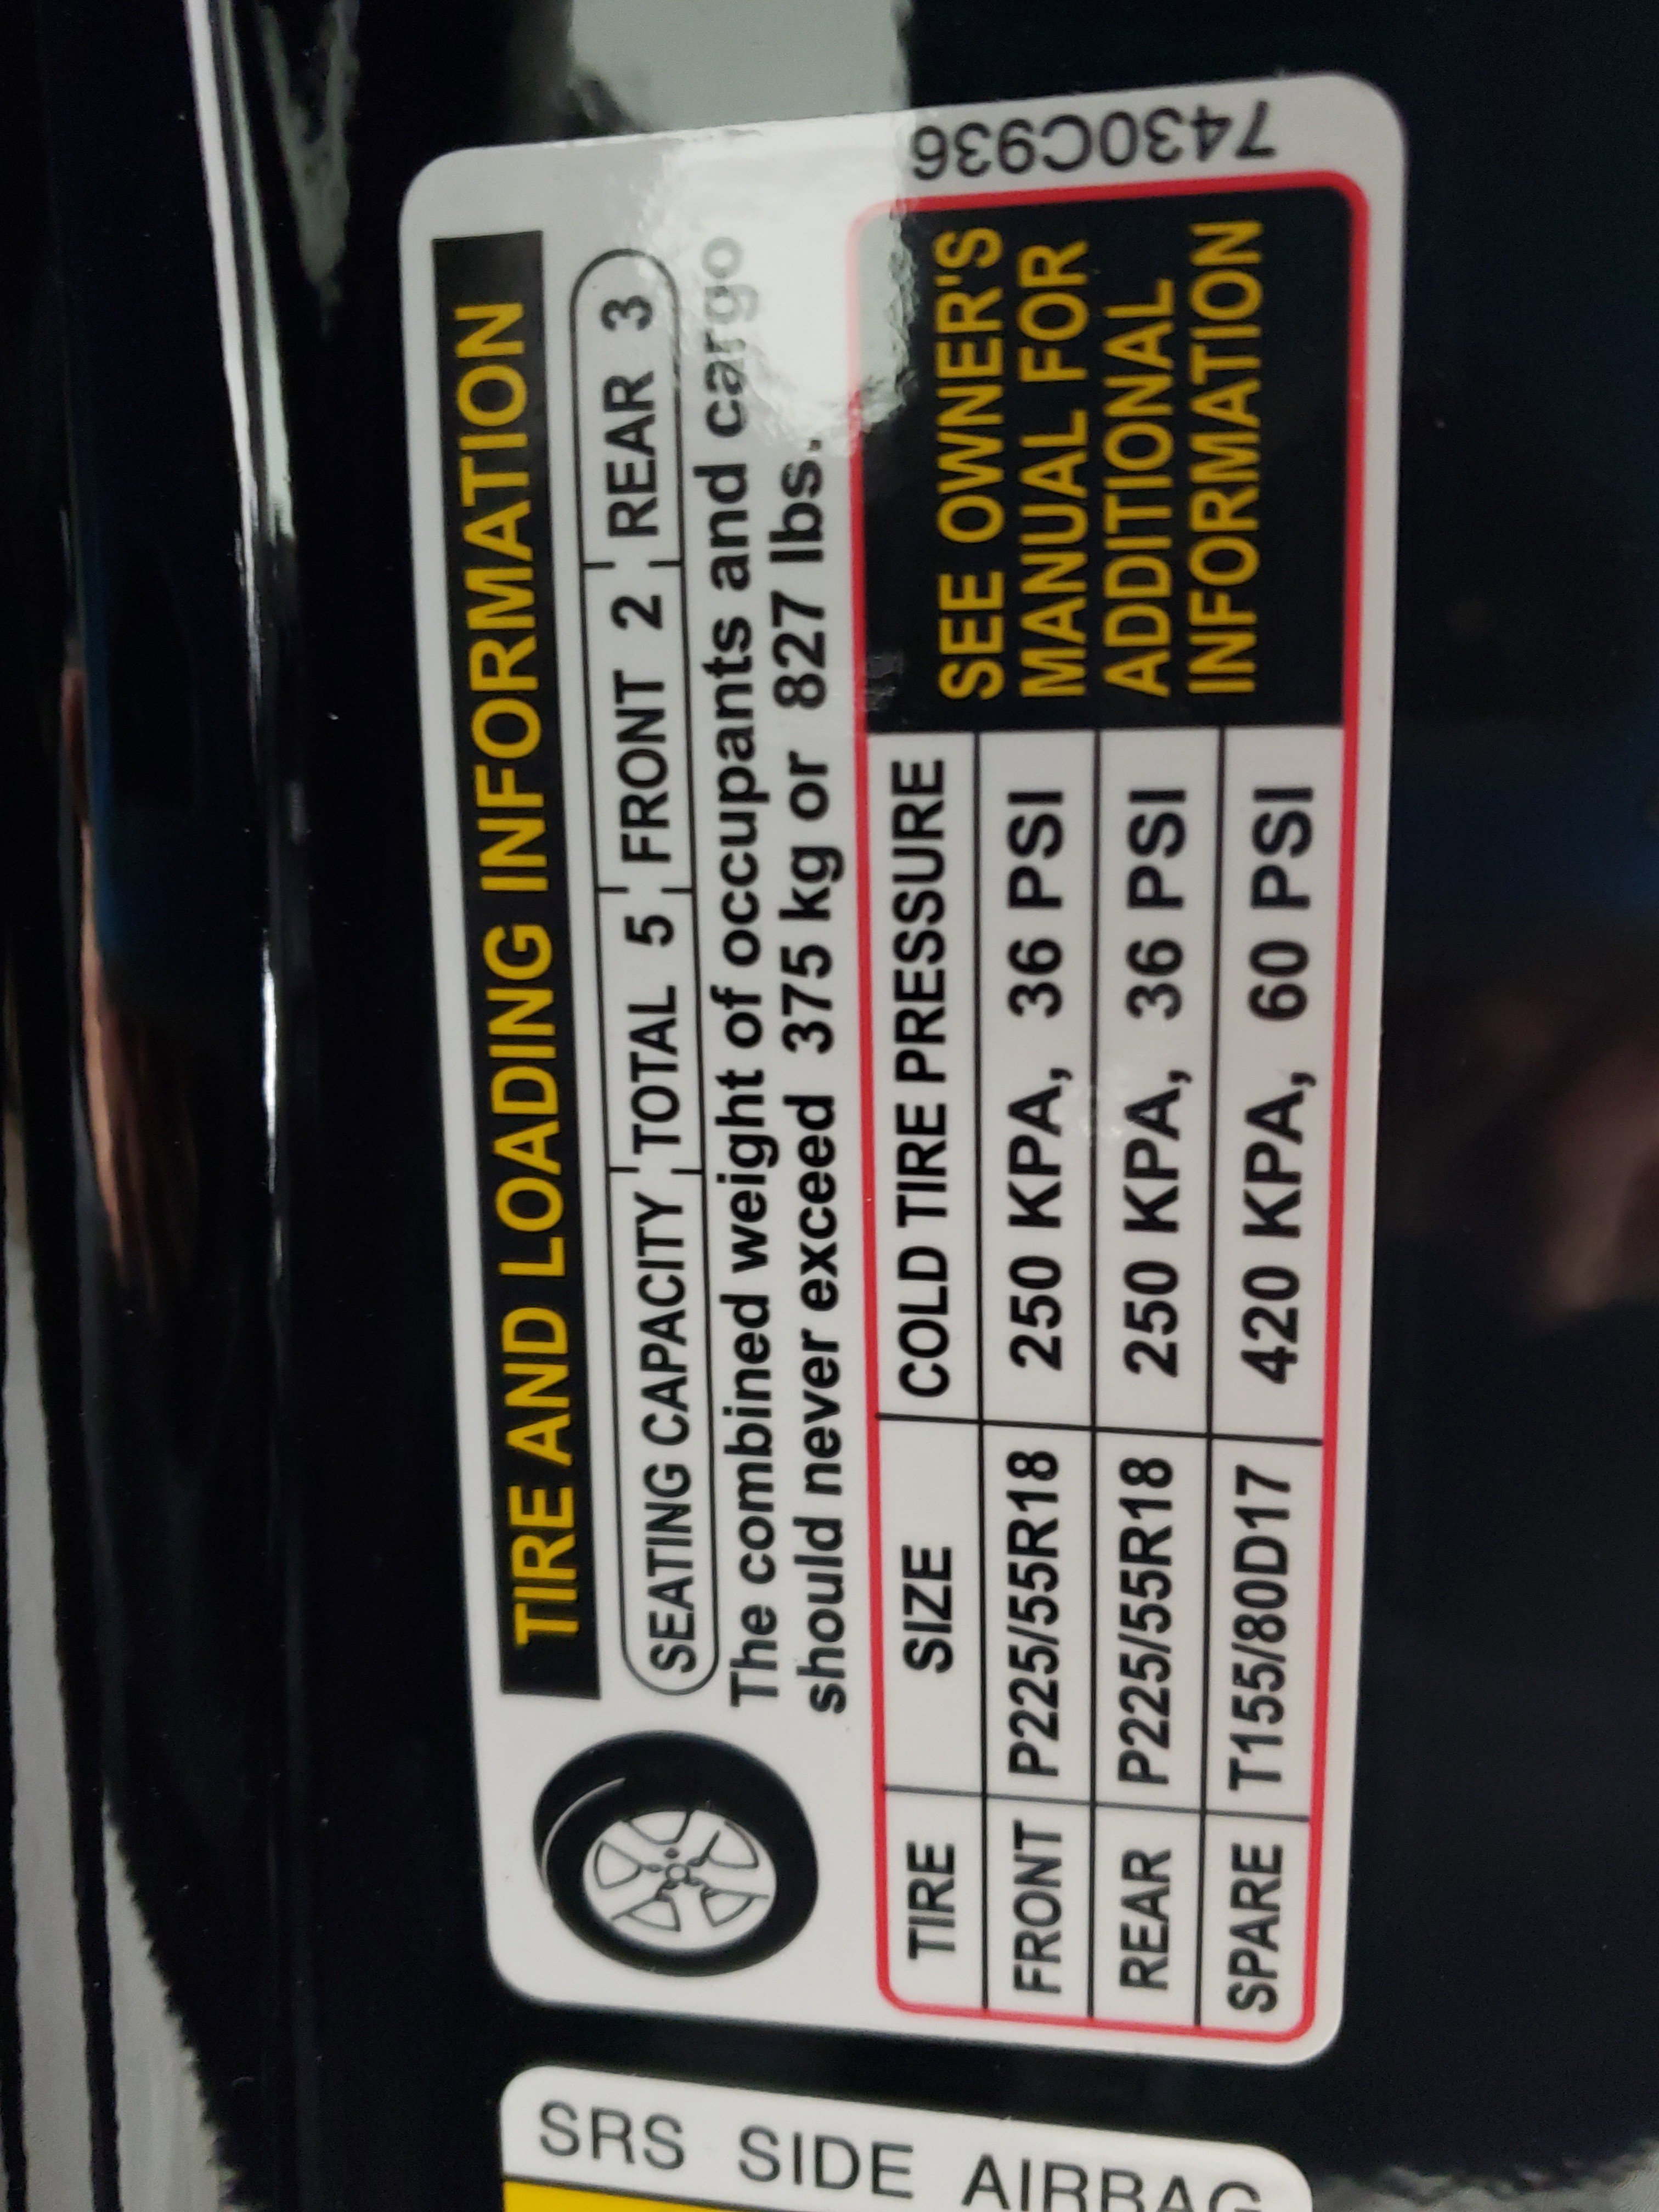 TIRE AND LOADING INFORMATION
SEATING CAPACITY TOTAL 5 FRONT 2 REAR 3
The combined weight of occupants and cargo
should never exceed 375 kg or 827 lbs.
TIRE SIZE COLD TIRE PRESSURE
FRONT P225/55R18 250 KPA, 36 PSI
REAR P225/55R18 250 KPA, 36 PSI
SPARE T155/80D17 420 KPA, 60 PSI
SEE OWNER'S
MANUAL FOR
ADDITIONAL
INFORMATION
7430C936
SRS SIDE AIRBAG